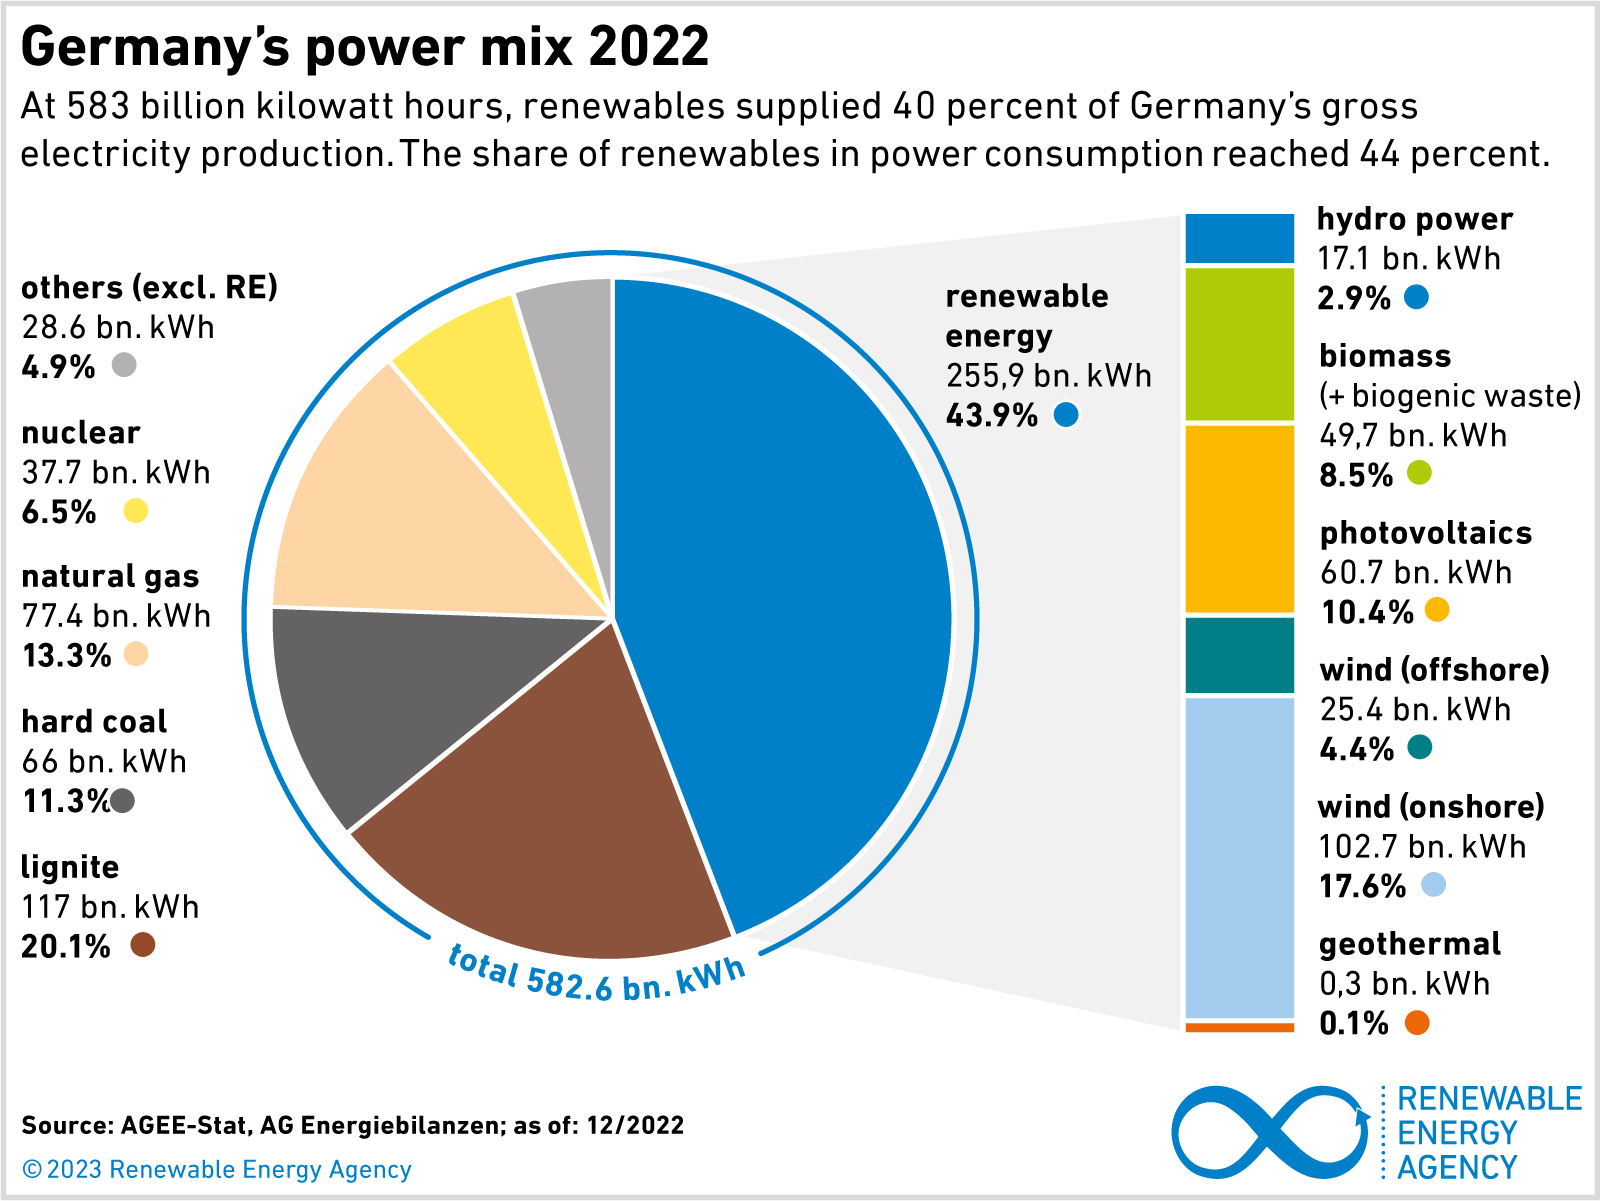 Germany’s power mix 2022
At 583 billion kilowatt hours, renewables supplied 40 percent of Germany’s gross
electricity production. The share of renewables in power consumption reached 44 percent.
others (excl. RE)
28.6 bn. kWh
4.9%
nuclear
37.7 bn. kWh
6.5%
natural gas
77.4 bn. kWh
13.3%
hard coal
66 bn. kWh
11.3%
lignite
117 bn. kWh
20.1%
total 582.6 bn. kWh
renewable
energy
255,9 bn. kWh
43.9%
hydro power
17.1 bn. kWh
2.9%
biomass
(+ biogenic waste)
49,7 bn. kWh
8.5%
photovoltaics
60.7 bn. kWh
10.4%
wind (offshore)
25.4 bn. kWh
4.4%
wind (onshore)
102.7 bn. kWh
17.6%
geothermal
0,3 bn. kWh
0.1%
Source: AGEE-Stat, AG Energiebilanzen; as of: 12/2022
© 2023 Renewable Energy Agency
RENEWABLE
ENERGY
AGENCY